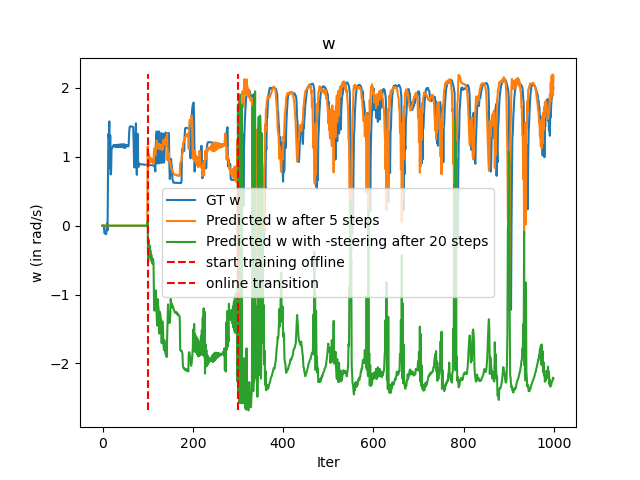 w
2
1
0
−1
−2
w (in rad/s)
GT w
Predicted w after 5 steps
Predicted w with -steering after 20 steps
start training offline
online transition
0
200
400
600
800
1000
Iter